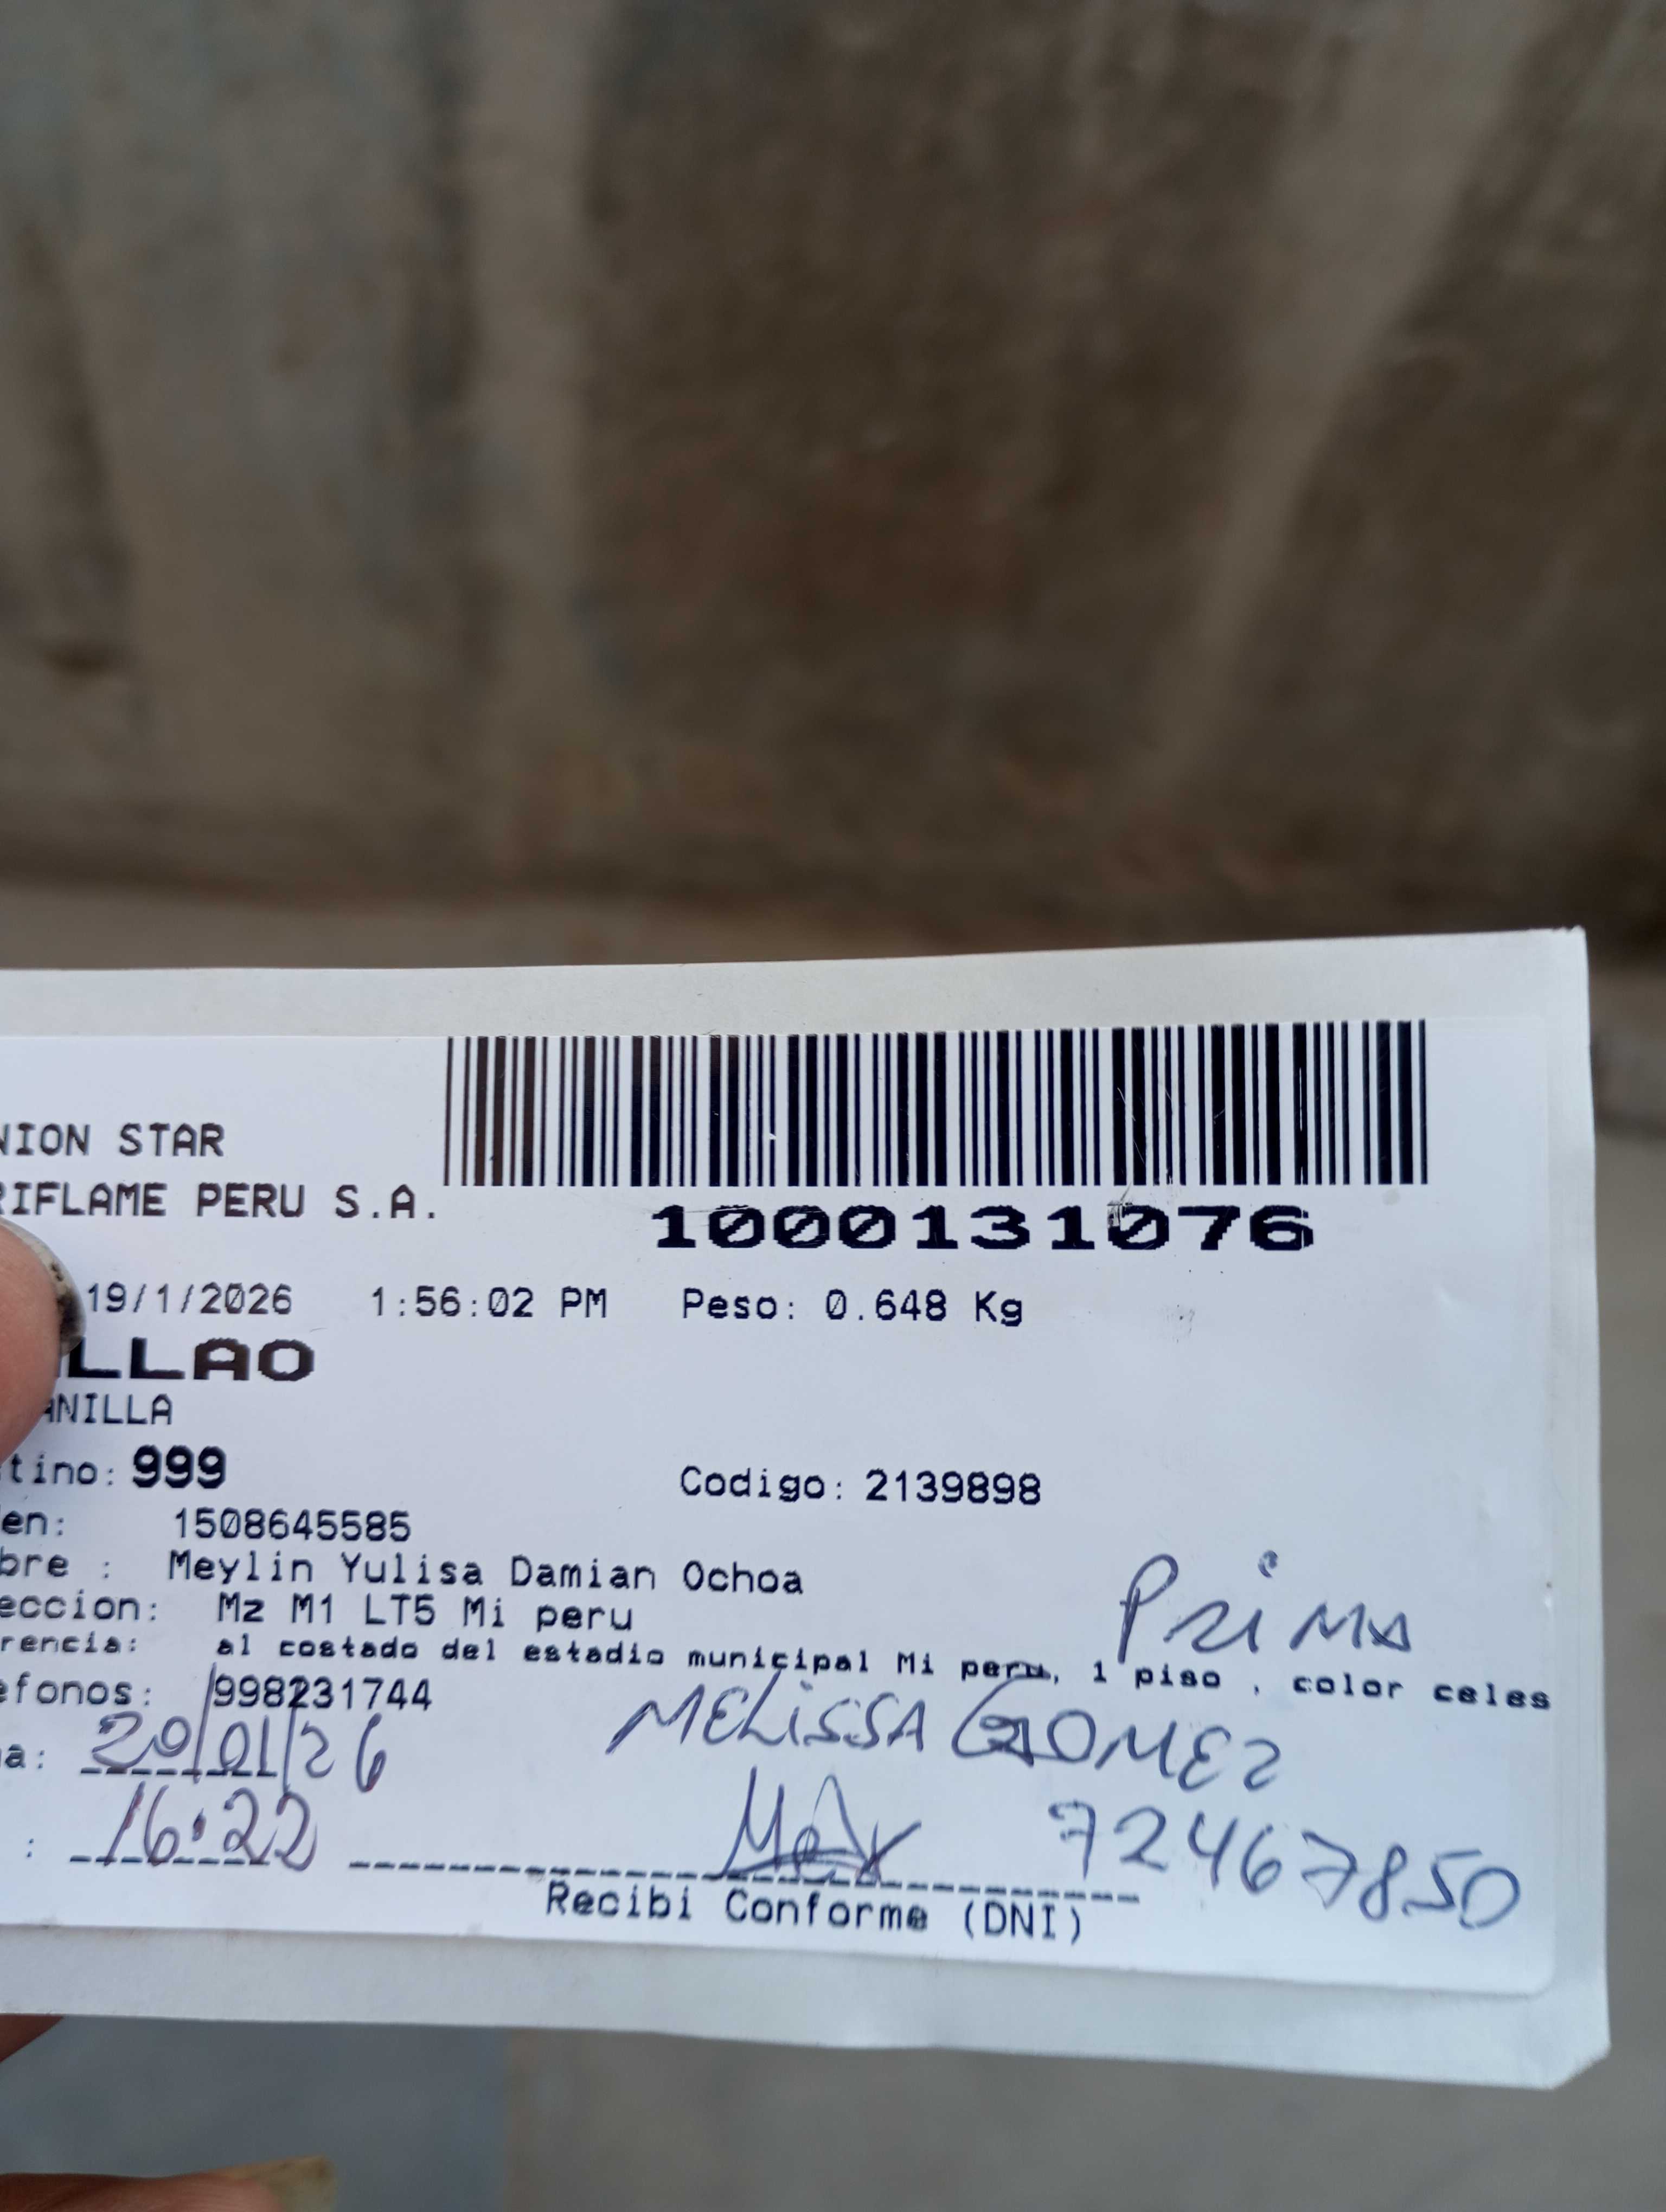 NION STAR
RIFLAME PERU S.A.
1000131076
19/1/2026 1:56:02 PM Peso: 0.648 Kg
LLAO
ANILLA
tino: 999 Codigo: 2139898
en: 1508645585
bre : Meylin Yulisa Damian Ochoa
eccion: Mz M1 LT5 Mi peru
PRiMA
rencia: al costado del estadio municipal Mi peru, 1 piso , color celes
efonos: 998231744
MELiSSA GOMEZ
a: 20/01/26
: 16:22
72467850
Recibi Conforme (DNI)